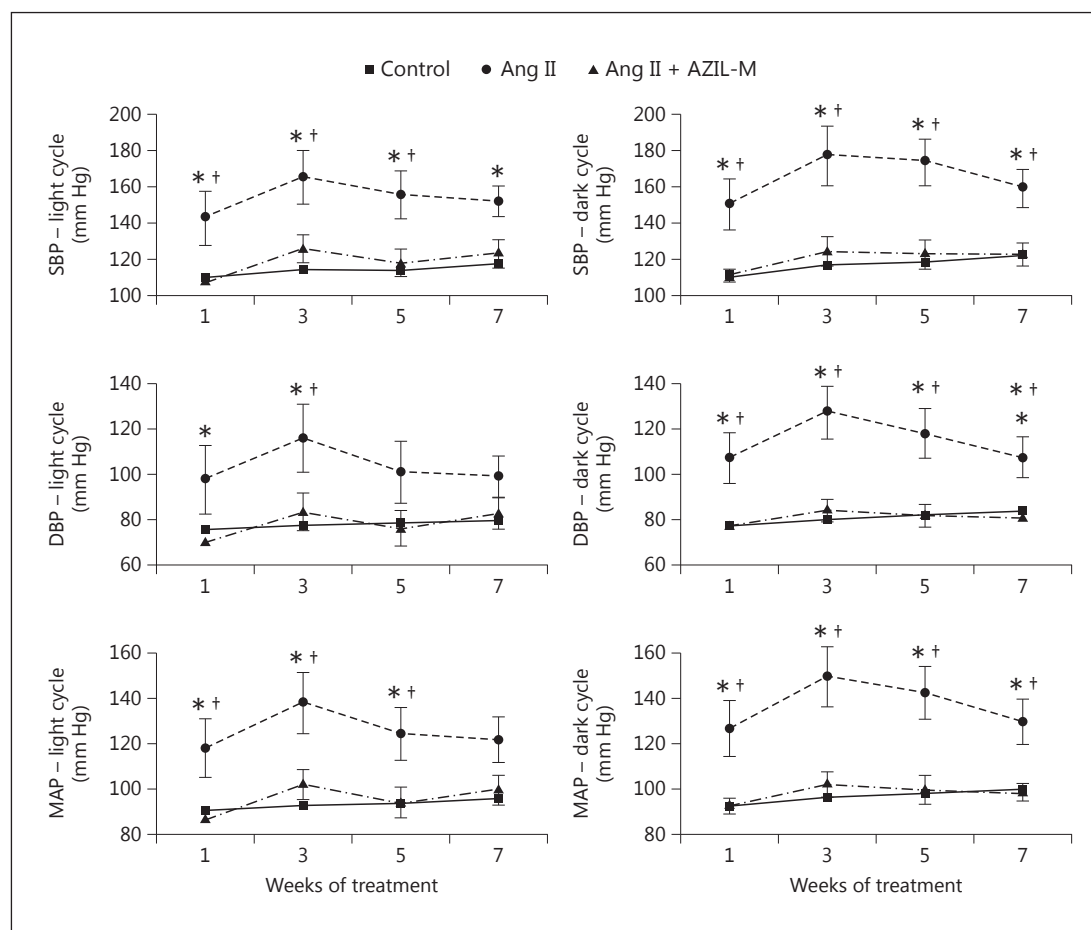 ■ Control ● Ang II ▲ Ang II + AZIL-M
SBP – light cycle
(mm Hg)
200
180
160
140
120
100
* †
* †
* †
*
1 3 5 7
SBP – dark cycle
(mm Hg)
200
180
160
140
120
100
* †
* †
* †
* †
1 3 5 7
DBP – light cycle
(mm Hg)
140
120
100
80
60
*
* †
1 3 5 7
DBP – dark cycle
(mm Hg)
140
120
100
80
60
* †
* †
* †
* †
*
1 3 5 7
MAP – light cycle
(mm Hg)
160
140
120
100
80
* †
* †
* †
1 3 5 7
Weeks of treatment
MAP – dark cycle
(mm Hg)
160
140
120
100
80
* †
* †
* †
* †
1 3 5 7
Weeks of treatment